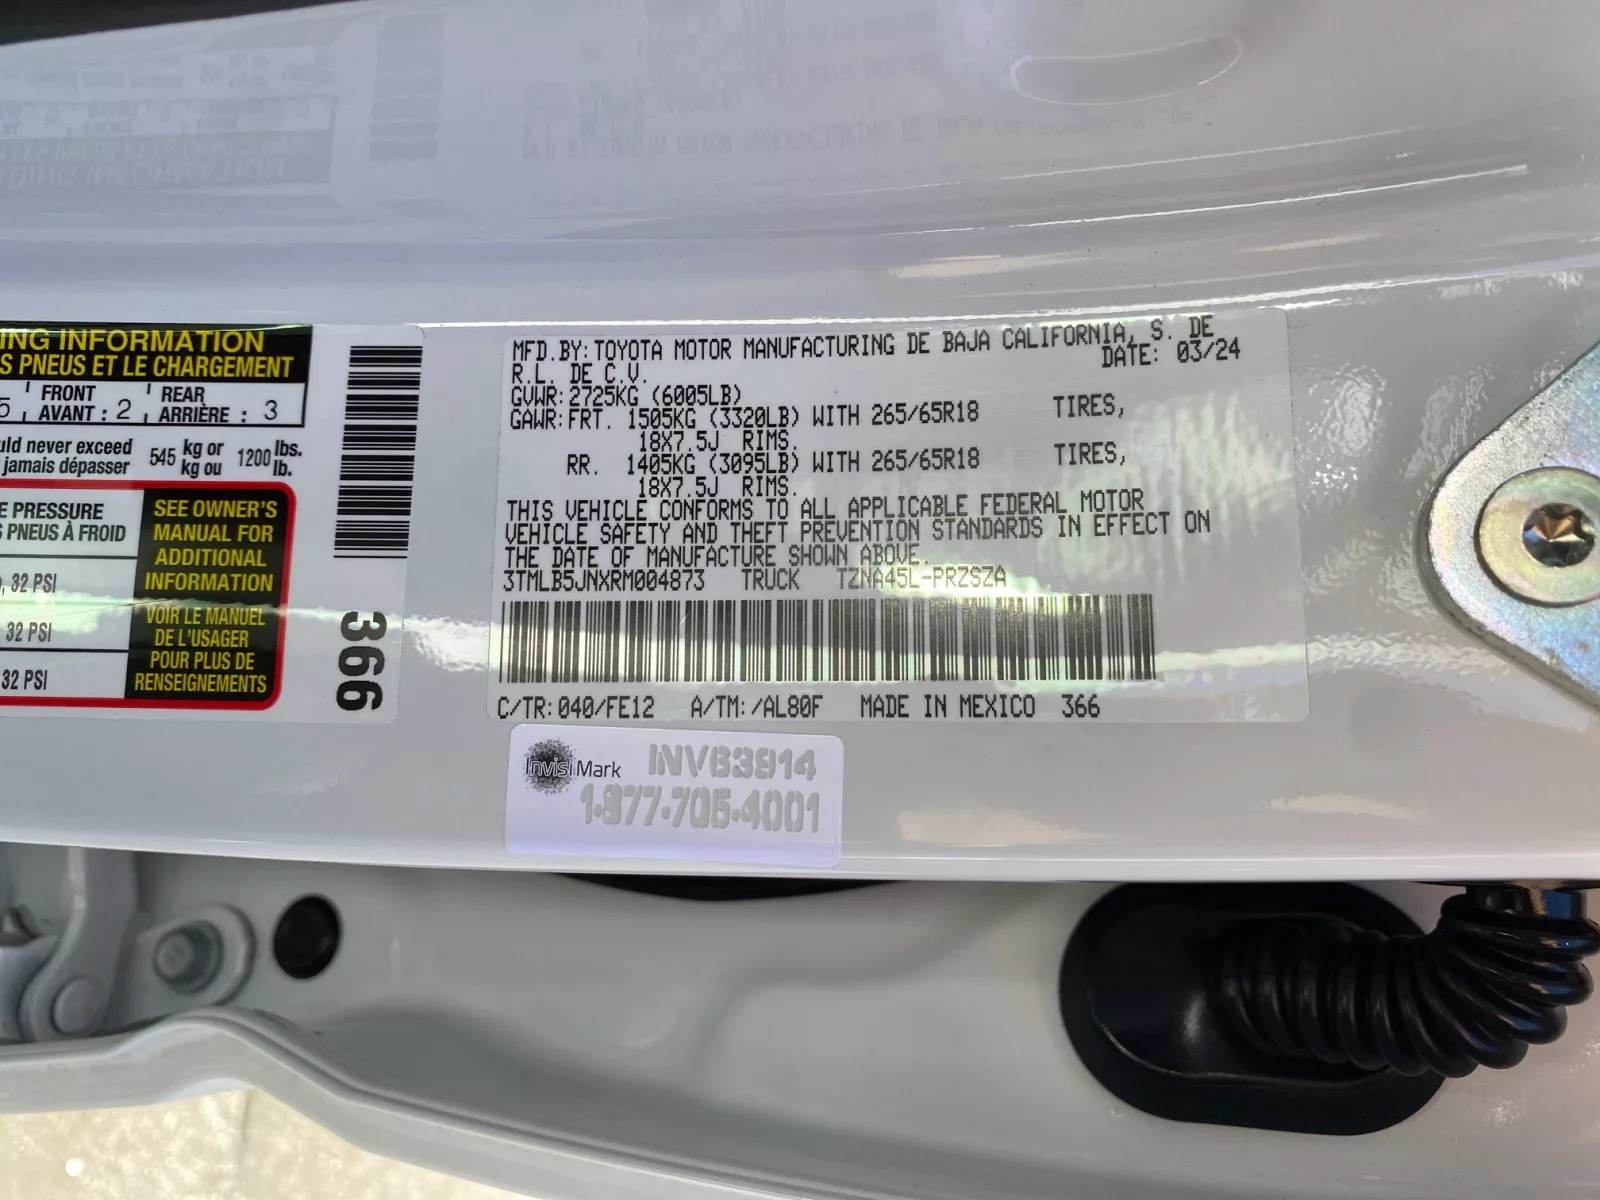 ING INFORMATION
S PNEUS ET LE CHARGEMENT
5 FRONT AVANT : 2 REAR ARRIÈRE : 3
uld never exceed
jamais dépasser
545 kg or kg ou 1200 lbs. lb.
E PRESSURE
S PNEUS À FROID
, 32 PSI
32 PSI
32 PSI
SEE OWNER'S
MANUAL FOR
ADDITIONAL
INFORMATION
VOIR LE MANUEL
DE L'USAGER
POUR PLUS DE
RENSEIGNEMENTS
366
MFD.BY: TOYOTA MOTOR MANUFACTURING DE BAJA CALIFORNIA, S. DE
R.L. DE C.V. DATE: 03/24
GVWR: 2725KG (6005LB)
GAWR: FRT. 1505KG (3320LB) WITH 265/65R18 TIRES,
18X7.5J RIMS.
RR. 1405KG (3095LB) WITH 265/65R18 TIRES,
18X7.5J RIMS.
THIS VEHICLE CONFORMS TO ALL APPLICABLE FEDERAL MOTOR
VEHICLE SAFETY AND THEFT PREVENTION STANDARDS IN EFFECT ON
THE DATE OF MANUFACTURE SHOWN ABOVE.
3TMLB5JNXRM004873 TRUCK TZNA45L-PRZSZA
C/TR: 040/FE12 A/TM: /AL80F MADE IN MEXICO 366
InvisiMark INV63914
1-877-705-4001